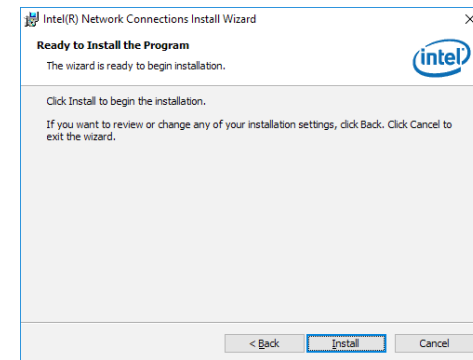 Intel(R) Network Connections Install Wizard
Ready to Install the Program
The wizard is ready to begin installation.
intel
Click Install to begin the installation.
If you want to review or change any of your installation settings, click Back. Click Cancel to
exit the wizard.
< Back
Install
Cancel